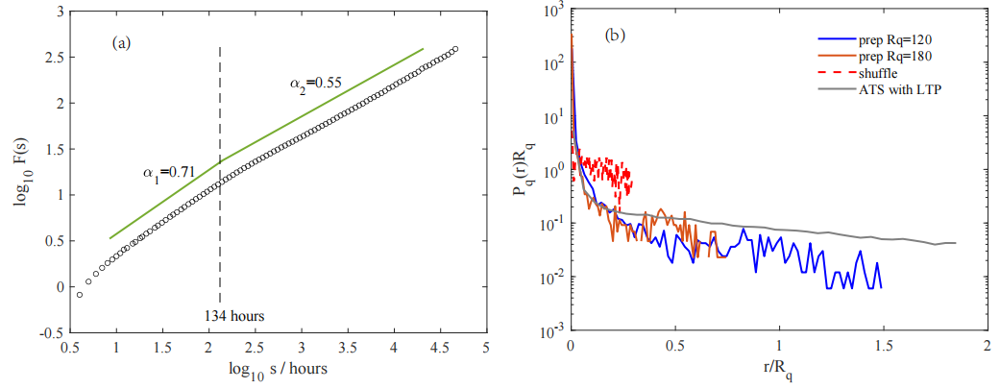 (a)
3
2.5
2
1.5
1
0.5
0
-0.5
log10 F(s)
α1=0.71
α2=0.55
134 hours
0.5 1 1.5 2 2.5 3 3.5 4 4.5 5
log10 s / hours
(b)
10^3
10^2
10^1
10^0
10^-1
10^-2
10^-3
Pq(r)Rq
prep Rq=120
prep Rq=180
shuffle
ATS with LTP
0 0.5 1 1.5 2
r/Rq